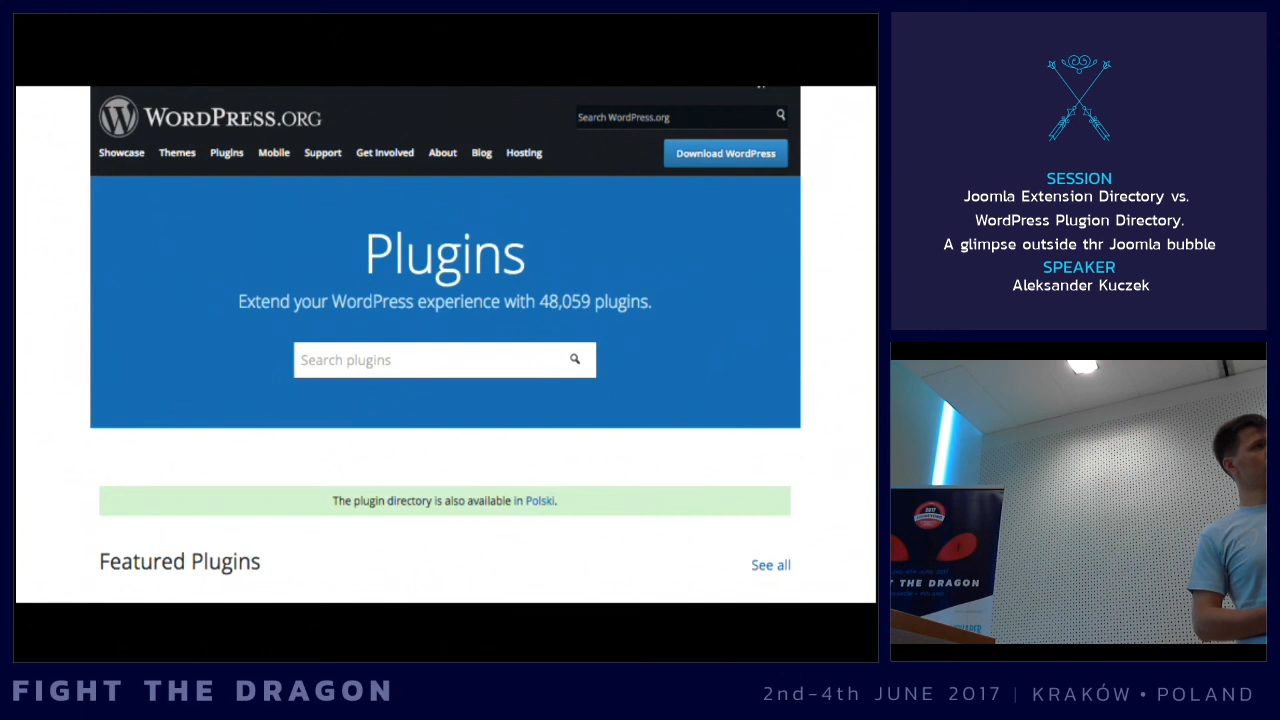 WORDPRESS.ORG
Search WordPress.org
Showcase Themes Plugins Mobile Support Get Involved About Blog Hosting
Download WordPress
Plugins
Extend your WordPress experience with 48,059 plugins.
Search plugins
The plugin directory is also available in Polski.
Featured Plugins
See all
SESSION
Joomla Extension Directory vs.
WordPress Plugion Directory.
A glimpse outside thr Joomla bubble
SPEAKER
Aleksander Kuczek
2017
T THE DRAGON
FIGHT THE DRAGON
2nd-4th JUNE 2017 | KRAKÓW • POLAND